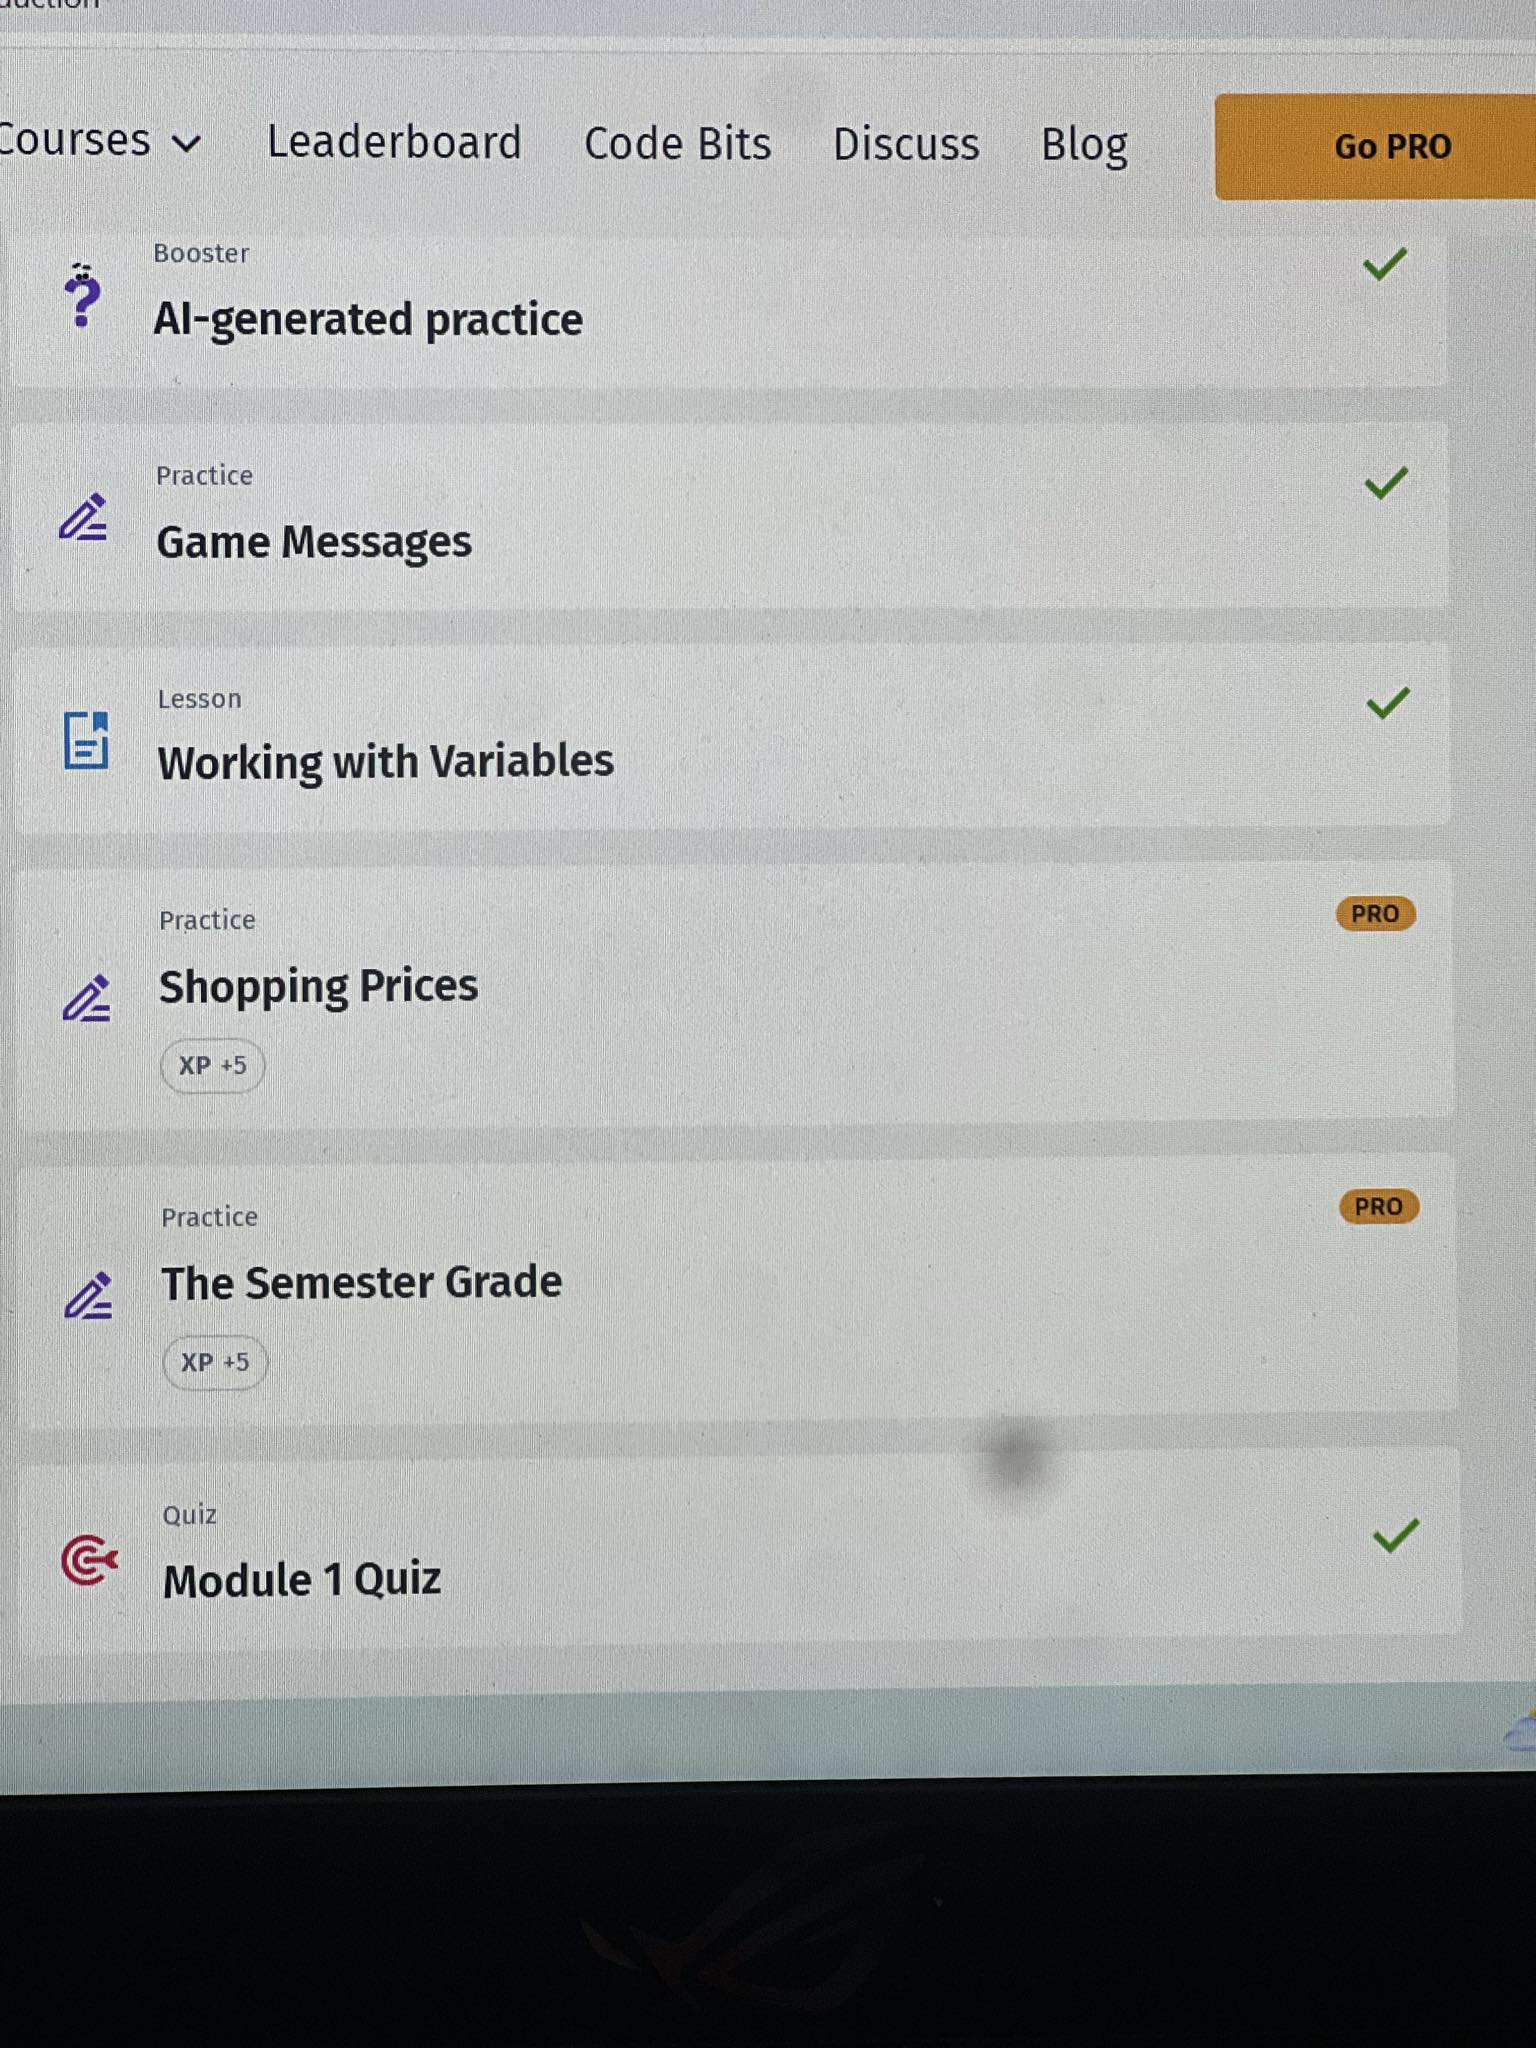 Courses Leaderboard Code Bits Discuss Blog Go PRO
Booster
AI-generated practice
Practice
Game Messages
Lesson
Working with Variables
Practice
PRO
Shopping Prices
XP +5
Practice
PRO
The Semester Grade
XP +5
Quiz
Module 1 Quiz